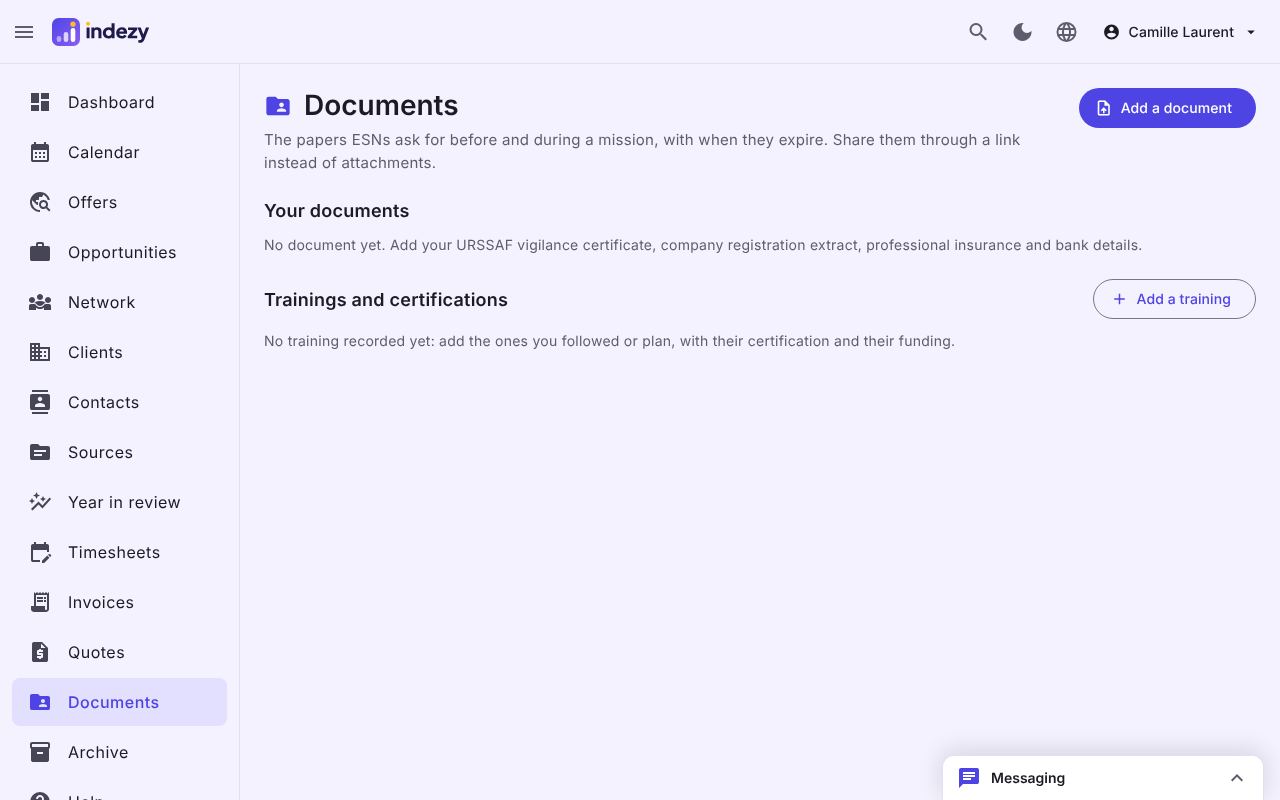 indezy
Camille Laurent
Dashboard
Calendar
Offers
Opportunities
Network
Clients
Contacts
Sources
Year in review
Timesheets
Invoices
Quotes
Documents
Archive
Help
Documents
Add a document
The papers ESNs ask for before and during a mission, with when they expire. Share them through a link
instead of attachments.
Your documents
No document yet. Add your URSSAF vigilance certificate, company registration extract, professional insurance and bank details.
Trainings and certifications
Add a training
No training recorded yet: add the ones you followed or plan, with their certification and their funding.
Messaging